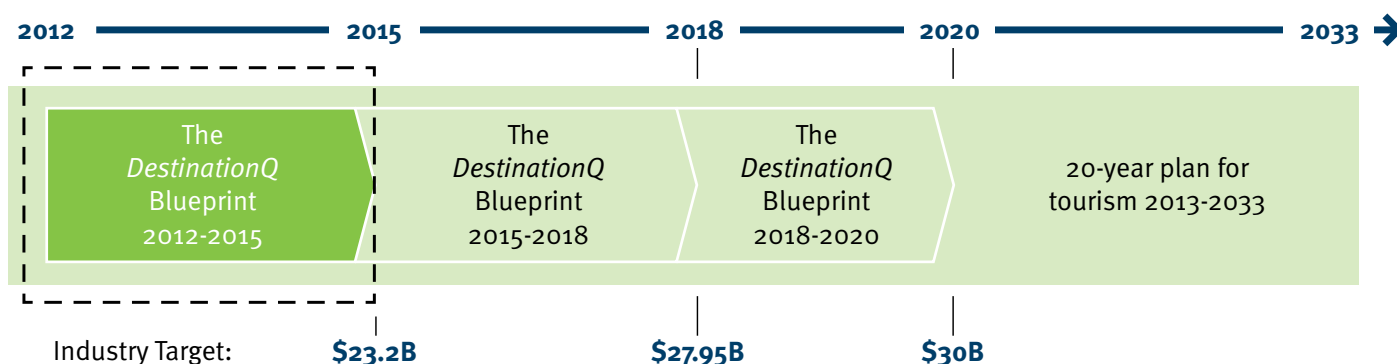 2012 2015 2018 2020 2033
The
DestinationQ
Blueprint
2012-2015
The
DestinationQ
Blueprint
2015-2018
The
DestinationQ
Blueprint
2018-2020
20-year plan for
tourism 2013-2033
Industry Target: $23.2B $27.95B $30B